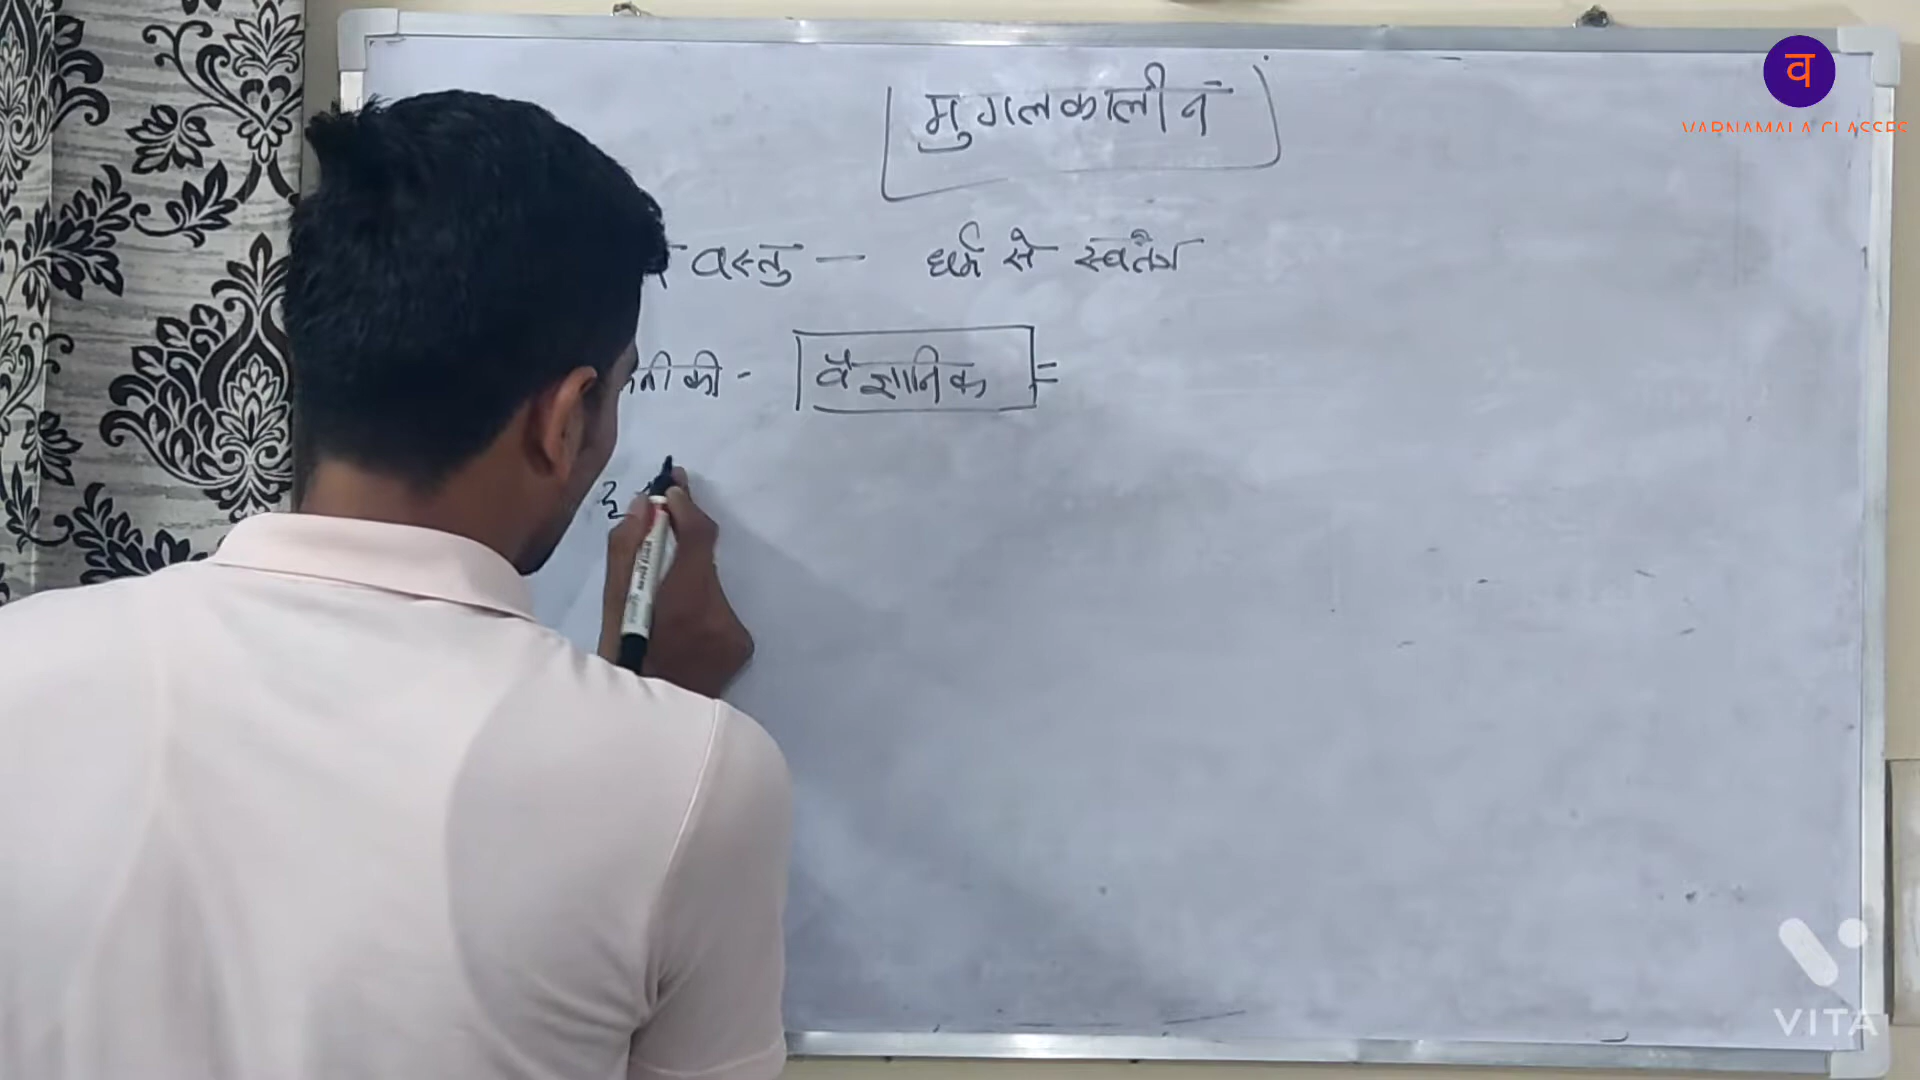 मुगलकालीन
वस्तु - धर्म से स्वतंत्र
वैज्ञानिक =
व
VARNAMALA CLASSES
VITA